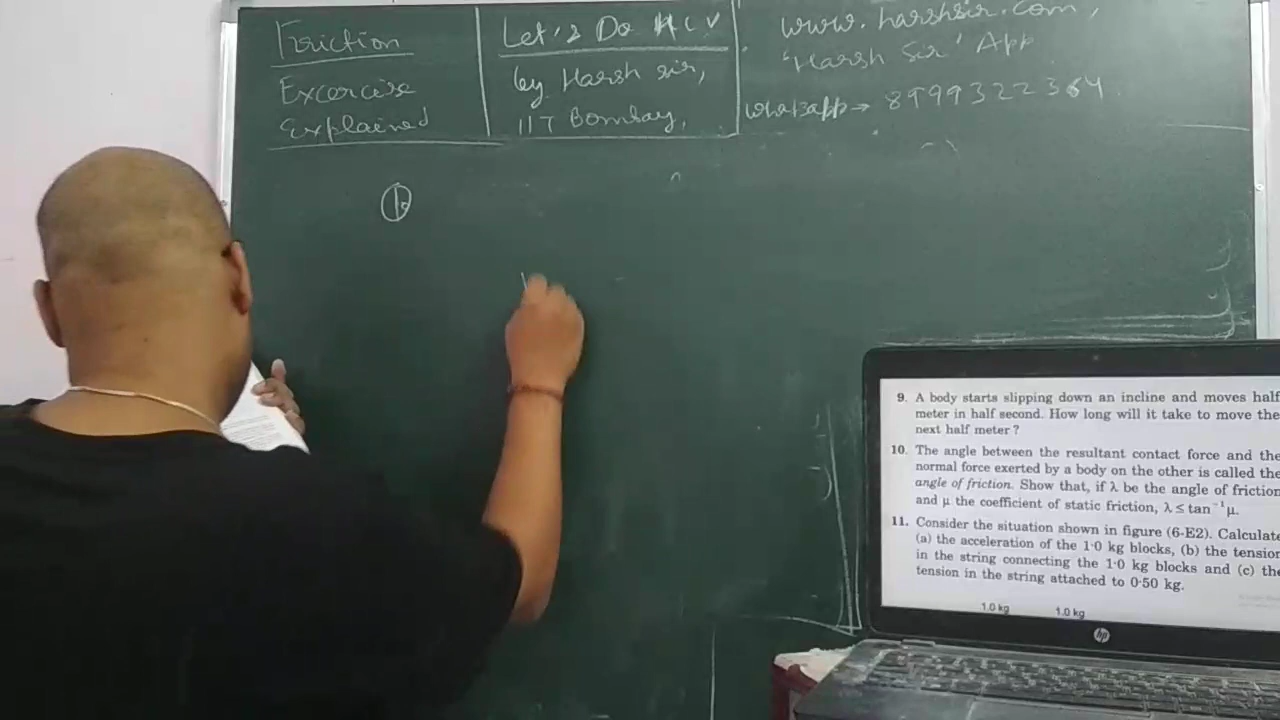 Friction
Excercise
Explained
Let's Do HCV
by Harsh sir,
IIT Bombay,
www.harshsir.com,
'Harsh Sir' App
whatsapp → 8999322364
10
9. A body starts slipping down an incline and moves half
meter in half second. How long will it take to move the
next half meter ?
10. The angle between the resultant contact force and the
normal force exerted by a body on the other is called the
angle of friction. Show that, if λ be the angle of friction
and μ the coefficient of static friction, λ ≤ tan⁻¹μ.
11. Consider the situation shown in figure (6-E2). Calculate
(a) the acceleration of the 1·0 kg blocks, (b) the tension
in the string connecting the 1·0 kg blocks and (c) the
tension in the string attached to 0·50 kg.
1.0 kg 1.0 kg
hp